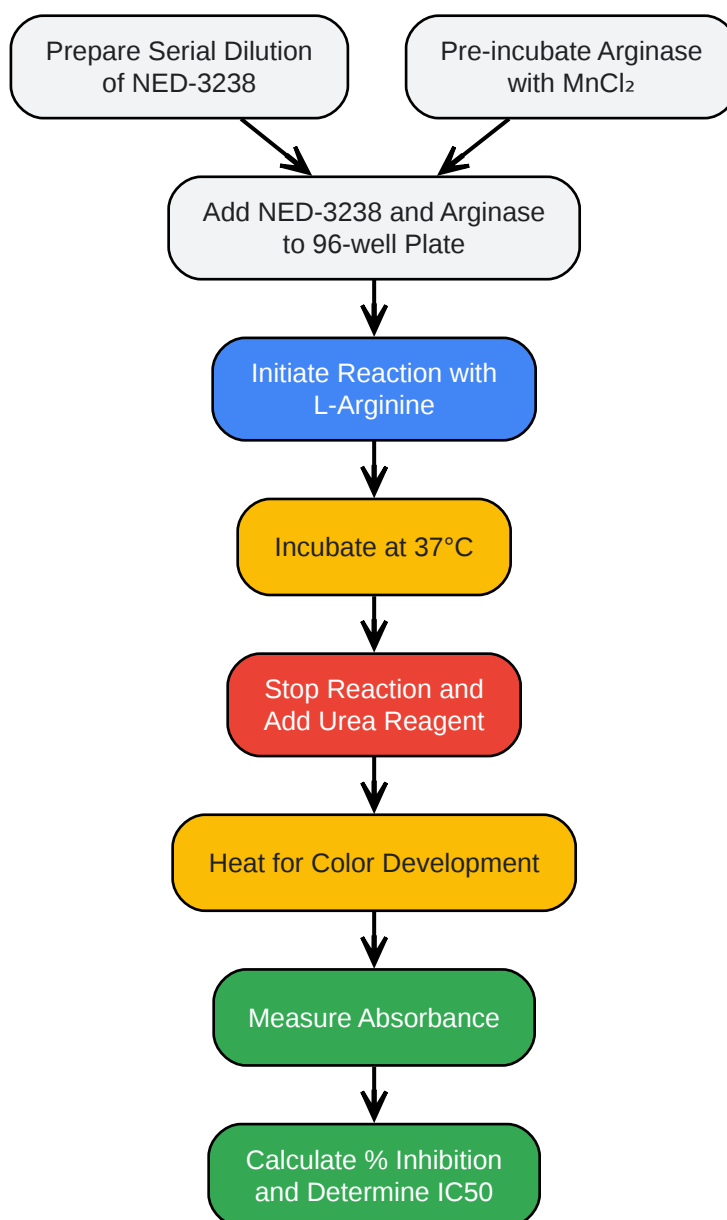 Prepare Serial Dilution
of NED-3238
Pre-incubate Arginase
with MnCl₂
Add NED-3238 and Arginase
to 96-well Plate
Initiate Reaction with
L-Arginine
Incubate at 37°C
Stop Reaction and
Add Urea Reagent
Heat for Color Development
Measure Absorbance
Calculate % Inhibition
and Determine IC50